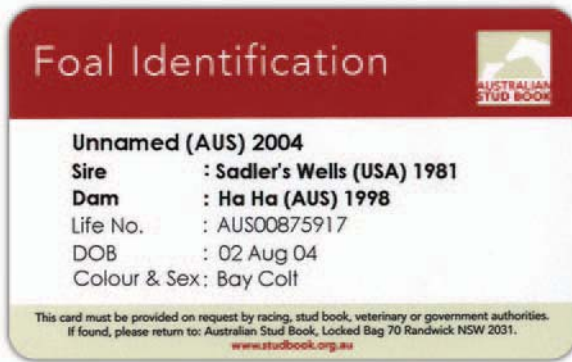 Foal Identification
AUSTRALIAN
STUD BOOK
Unnamed (AUS) 2004
Sire : Sadler's Wells (USA) 1981
Dam : Ha Ha (AUS) 1998
Life No. : AUS00875917
DOB : 02 Aug 04
Colour & Sex : Bay Colt
This card must be provided on request by racing, stud book, veterinary or government authorities.
If found, please return to: Australian Stud Book, Locked Bag 70 Randwick NSW 2031.
www.studbook.org.au